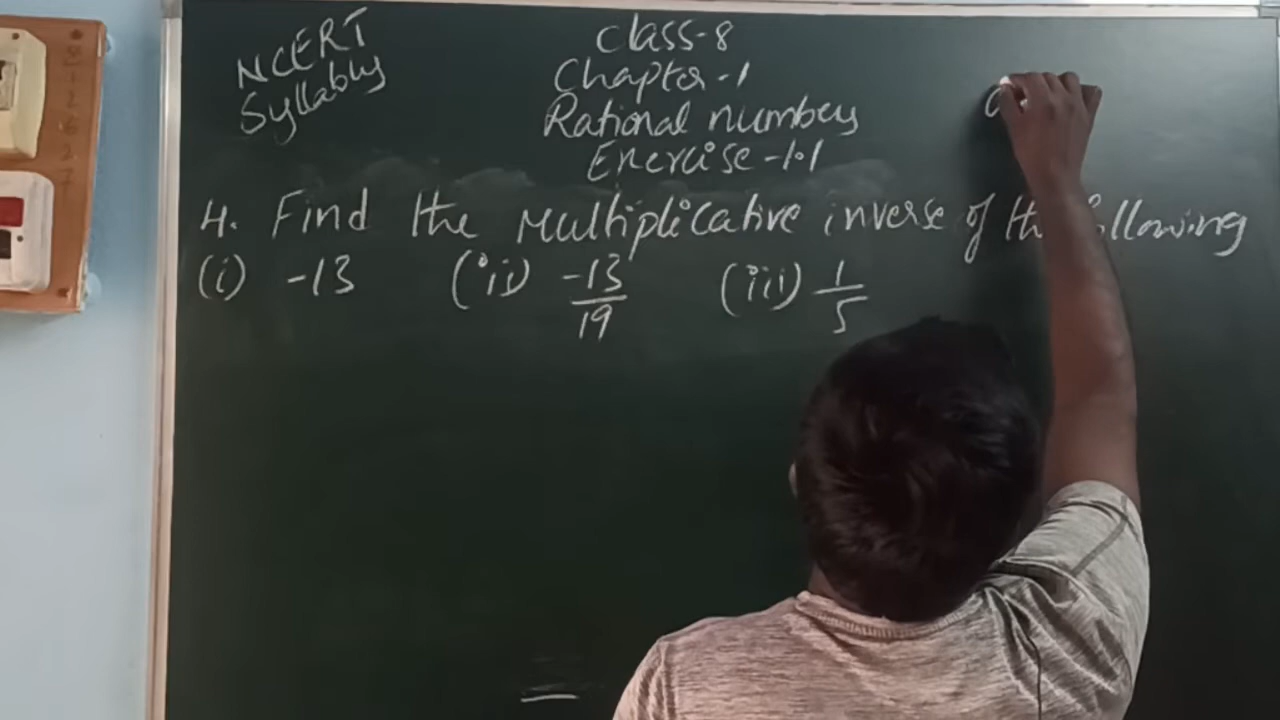 NCERT
Syllabus
Class-8
Chapter-1
Rational numbers
Exercise-1.1
4. Find the Multiplicative inverse of the following
(i) -13 (ii) -13/19 (iii) 1/5